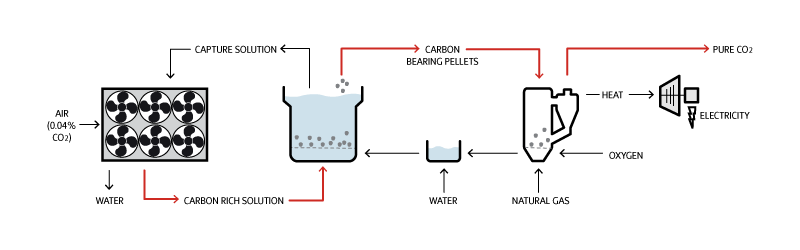 CAPTURE SOLUTION
CARBON
BEARING PELLETS
PURE CO2
AIR
(0.04%
CO2)
HEAT
ELECTRICITY
OXYGEN
WATER
CARBON RICH SOLUTION
WATER
NATURAL GAS